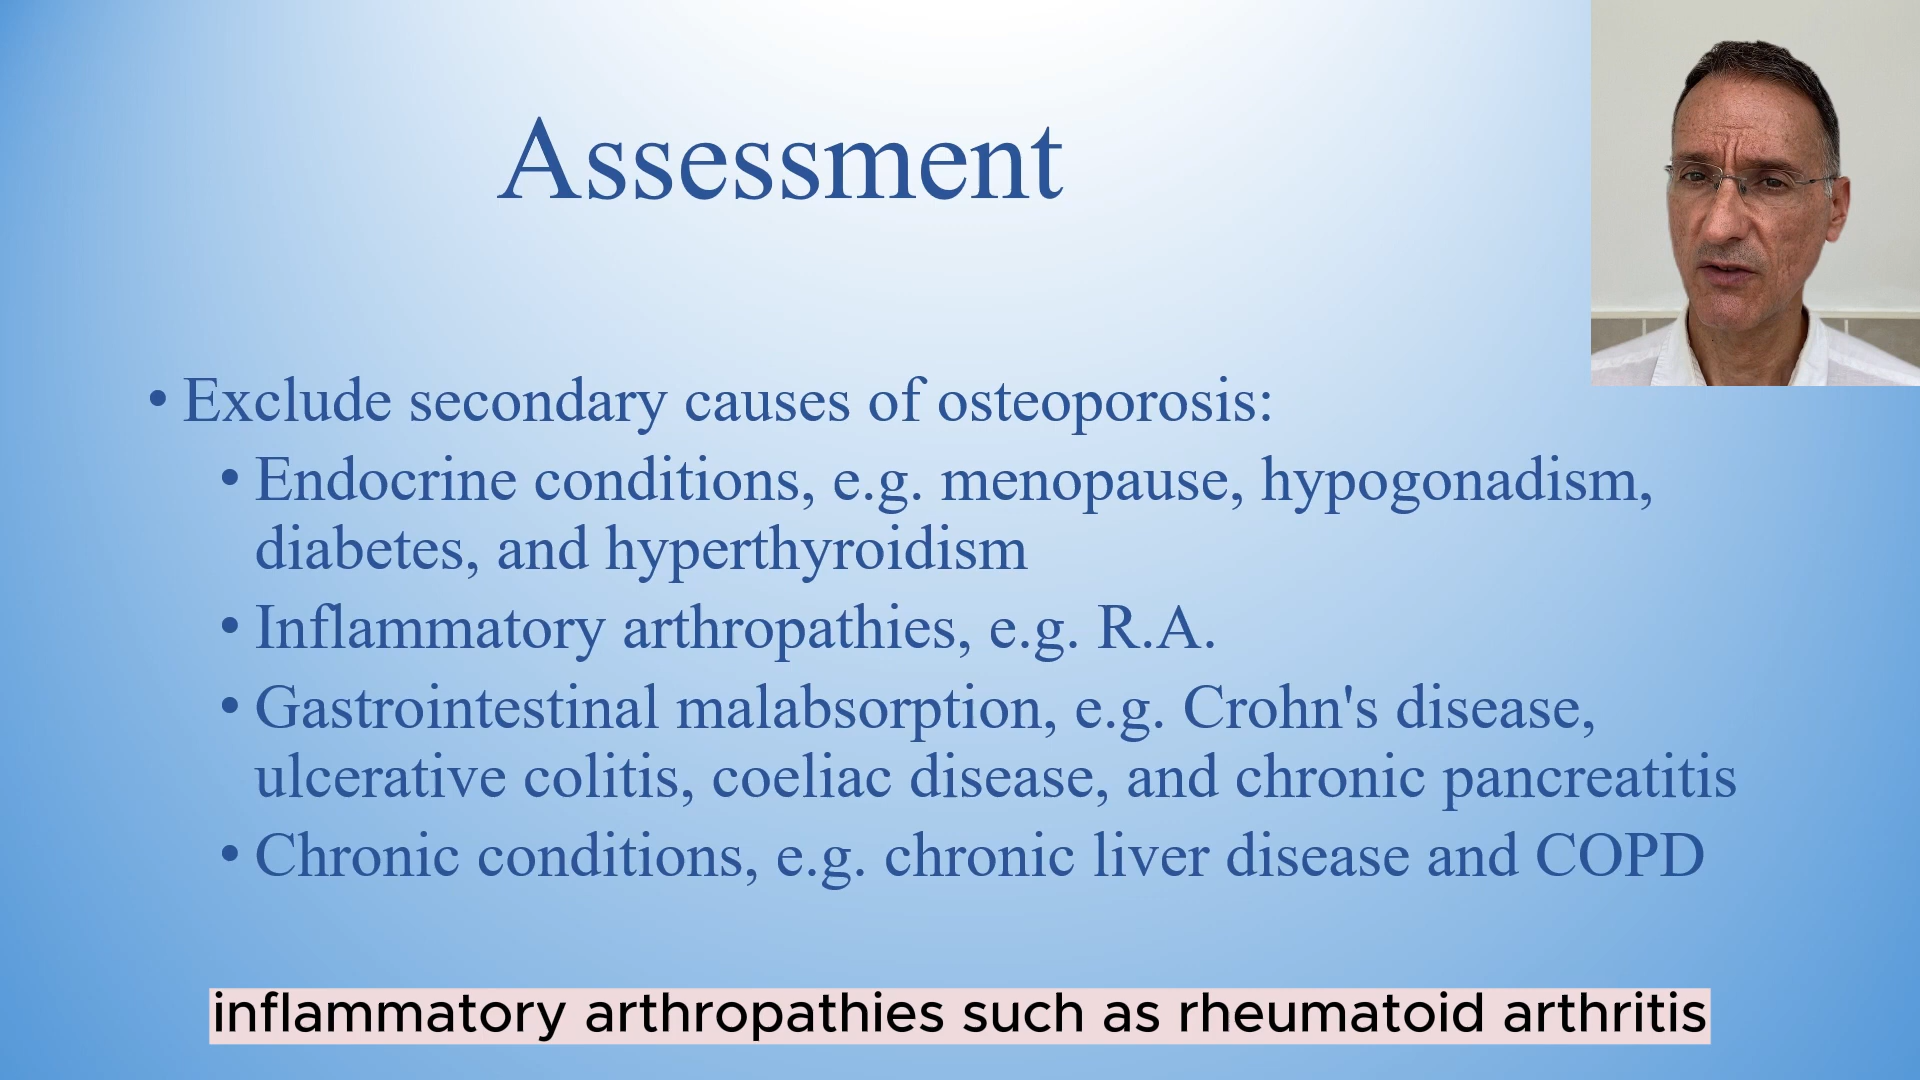 Assessment
• Exclude secondary causes of osteoporosis:
• Endocrine conditions, e.g. menopause, hypogonadism,
diabetes, and hyperthyroidism
• Inflammatory arthropathies, e.g. R.A.
• Gastrointestinal malabsorption, e.g. Crohn's disease,
ulcerative colitis, coeliac disease, and chronic pancreatitis
• Chronic conditions, e.g. chronic liver disease and COPD
inflammatory arthropathies such as rheumatoid arthritis